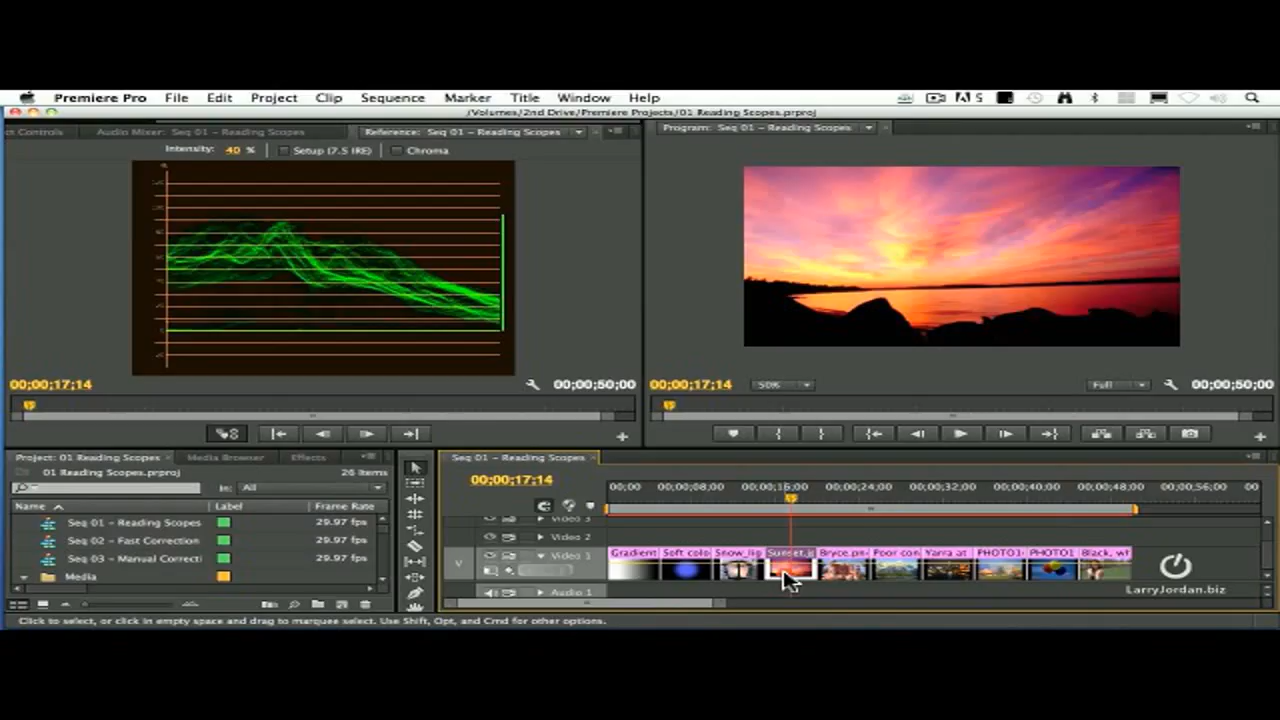 Premiere Pro File Edit Project Clip Sequence Marker Title Window Help
/Volumes/2nd Drive/Premiere Projects/01 Reading Scopes.prproj
ct Controls Audio Mixer: Seq 01 - Reading Scopes Reference: Seq 01 - Reading Scopes Program: Seq 01 - Reading Scopes
Intensity: 40 % Setup (7.5 IRE) Chroma
00;00;17;14 00;00;50;00 00;00;17;14 50% Full 00;00;50;00
Project: 01 Reading Scopes Media Browser Effects Seq 01 - Reading Scopes
01 Reading Scopes.prproj 26 Items
00;00;17;14
In: All
00;00 00;00;08;00 00;00;16;00 00;00;24;00 00;00;32;00 00;00;40;00 00;00;48;00 00;00;56;00 00
Name Label Frame Rate
Seq 01 - Reading Scopes 29.97 fps
Video 3
Seq 02 - Fast Correction 29.97 fps
Video 2
Seq 03 - Manual Correcti 29.97 fps
Video 1 Gradient Soft colo Snow_lig Sunset.j Bryce.pn Poor con Yarra at PHOTO1 PHOTO1 Black, wh
Media
V
LarryJordan.biz
Audio 1
Click to select, or click in empty space and drag to marquee select. Use Shift, Opt, and Cmd for other options.